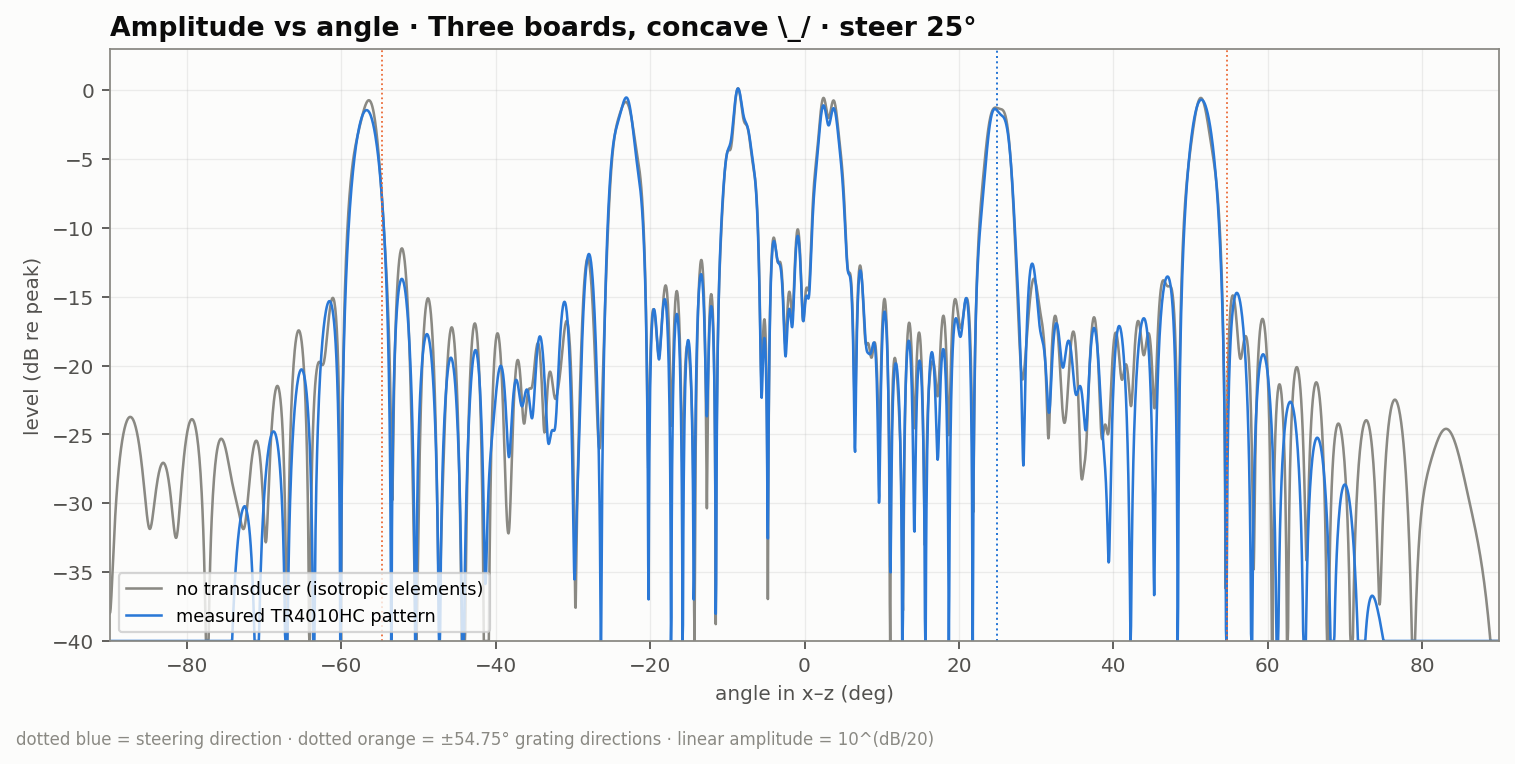 Amplitude vs angle · Three boards, concave \_/ · steer 25°
level (dB re peak)
0
−5
−10
−15
−20
−25
−30
−35
−40
no transducer (isotropic elements)
measured TR4010HC pattern
−80 −60 −40 −20 0 20 40 60 80
angle in x–z (deg)
dotted blue = steering direction · dotted orange = ±54.75° grating directions · linear amplitude = 10^(dB/20)